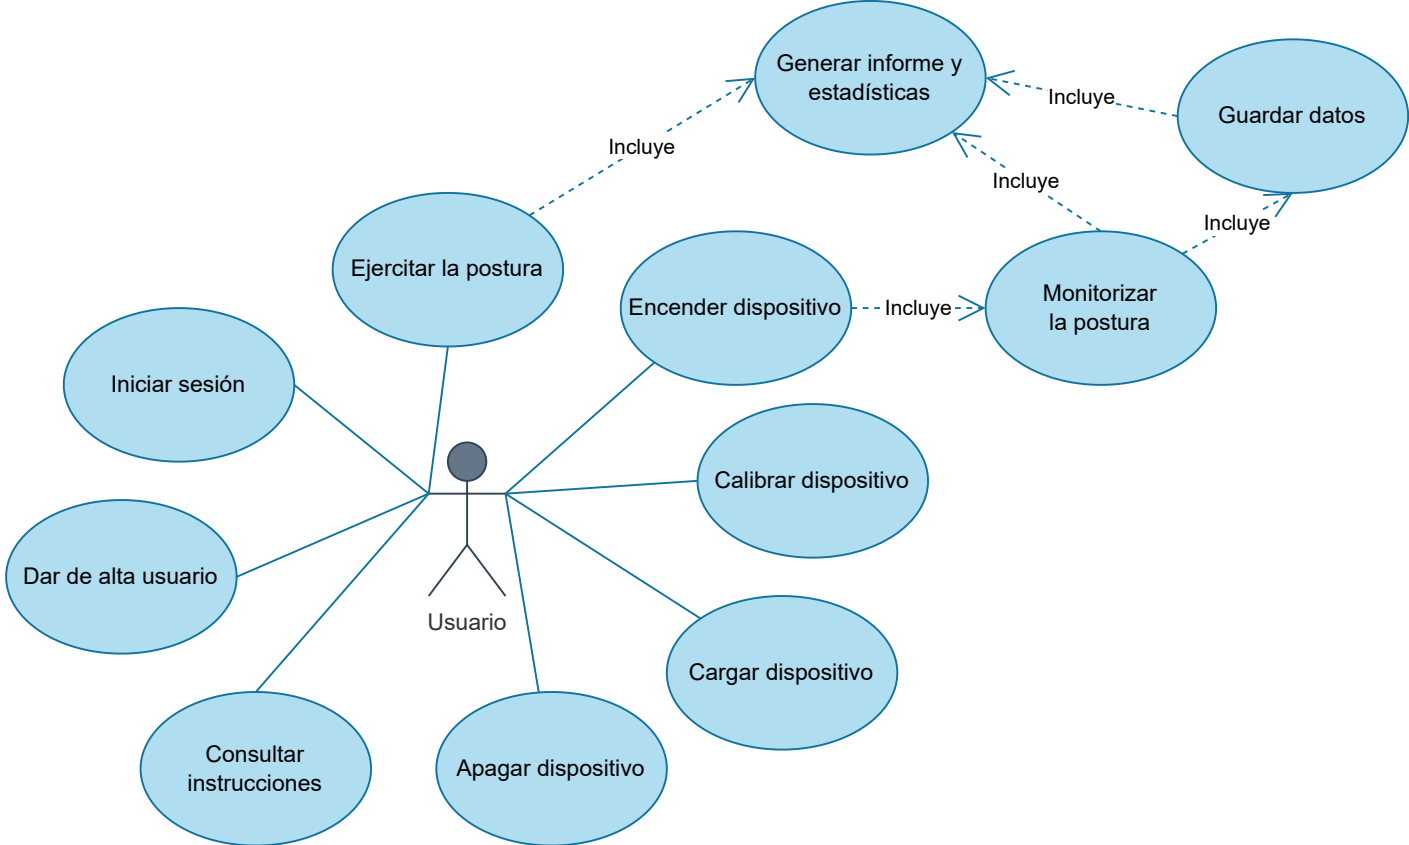 Generar informe y
estadísticas
Incluye
Guardar datos
Incluye
Incluye
Incluye
Ejercitar la postura
Encender dispositivo
Incluye
Monitorizar
la postura
Iniciar sesión
Calibrar dispositivo
Dar de alta usuario
Usuario
Cargar dispositivo
Consultar
instrucciones
Apagar dispositivo